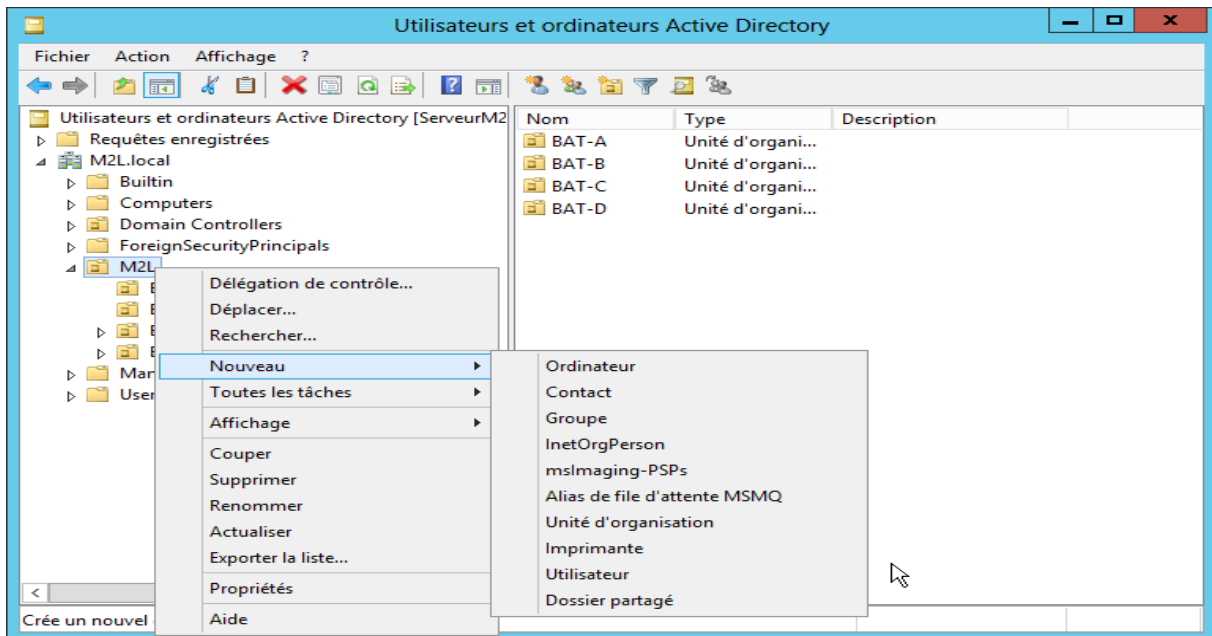 Utilisateurs et ordinateurs Active Directory
Fichier Action Affichage ?
Utilisateurs et ordinateurs Active Directory [ServeurM2
Requêtes enregistrées
M2L.local
Builtin
Computers
Domain Controllers
ForeignSecurityPrincipals
M2L
Mar
User
Nom Type Description
BAT-A Unité d'organi...
BAT-B Unité d'organi...
BAT-C Unité d'organi...
BAT-D Unité d'organi...
Délégation de contrôle...
Déplacer...
Rechercher...
Nouveau
Toutes les tâches
Affichage
Couper
Supprimer
Renommer
Actualiser
Exporter la liste...
Propriétés
Aide
Ordinateur
Contact
Groupe
InetOrgPerson
msImaging-PSPs
Alias de file d'attente MSMQ
Unité d'organisation
Imprimante
Utilisateur
Dossier partagé
Crée un nouvel